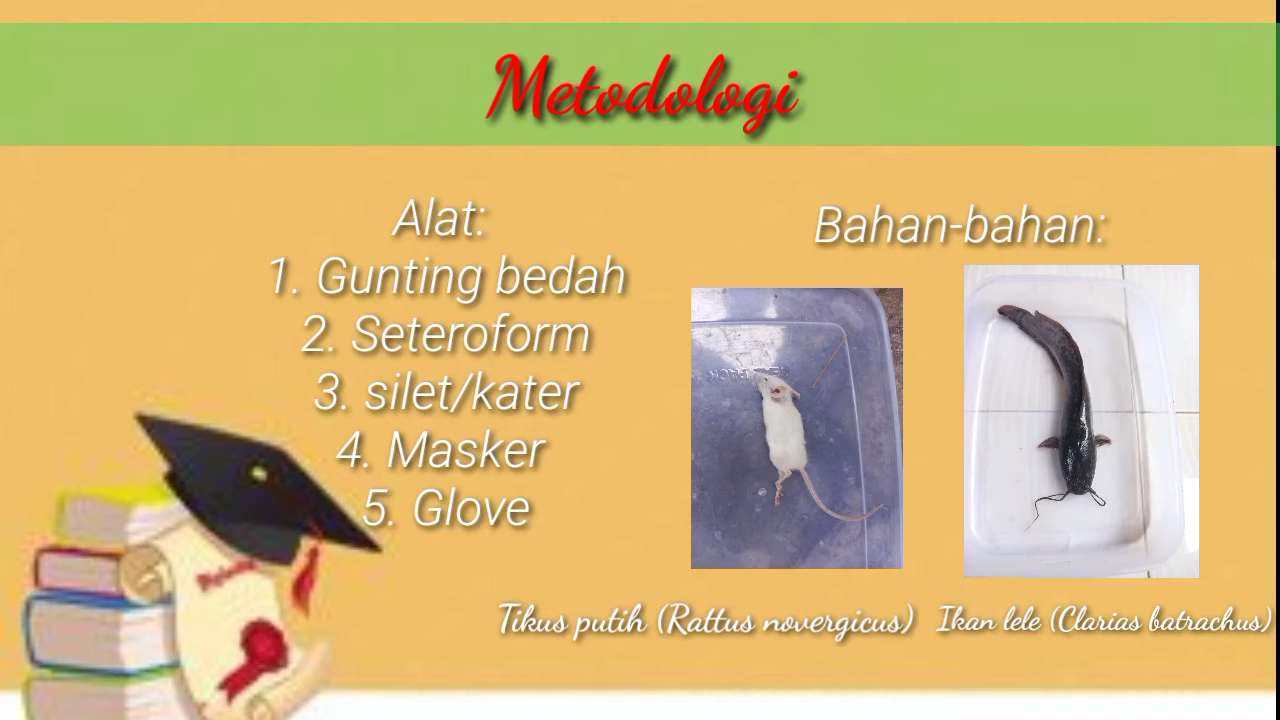 Metodologi
Alat:
1. Gunting bedah
2. Seteroform
3. silet/kater
4. Masker
5. Glove
Bahan-bahan:
Tikus putih (Rattus novergicus)
Ikan lele (Clarias batrachus)